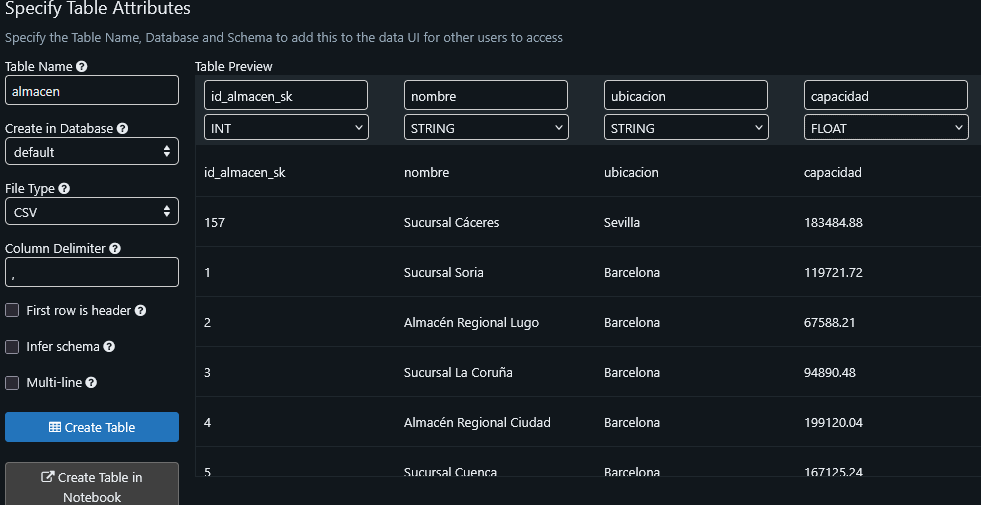 Specify Table Attributes
Specify the Table Name, Database and Schema to add this to the data UI for other users to access
Table Name
almacen
Create in Database
default
File Type
CSV
Column Delimiter
,
First row is header
Infer schema
Multi-line
Create Table
Create Table in
Notebook
Table Preview
id_almacen_sk nombre ubicacion capacidad
INT STRING STRING FLOAT
id_almacen_sk nombre ubicacion capacidad
157 Sucursal Cáceres Sevilla 183484.88
1 Sucursal Soria Barcelona 119721.72
2 Almacén Regional Lugo Barcelona 67588.21
3 Sucursal La Coruña Barcelona 94890.48
4 Almacén Regional Ciudad Barcelona 199120.04
5 Sucursal Cuenca Barcelona 167125.24